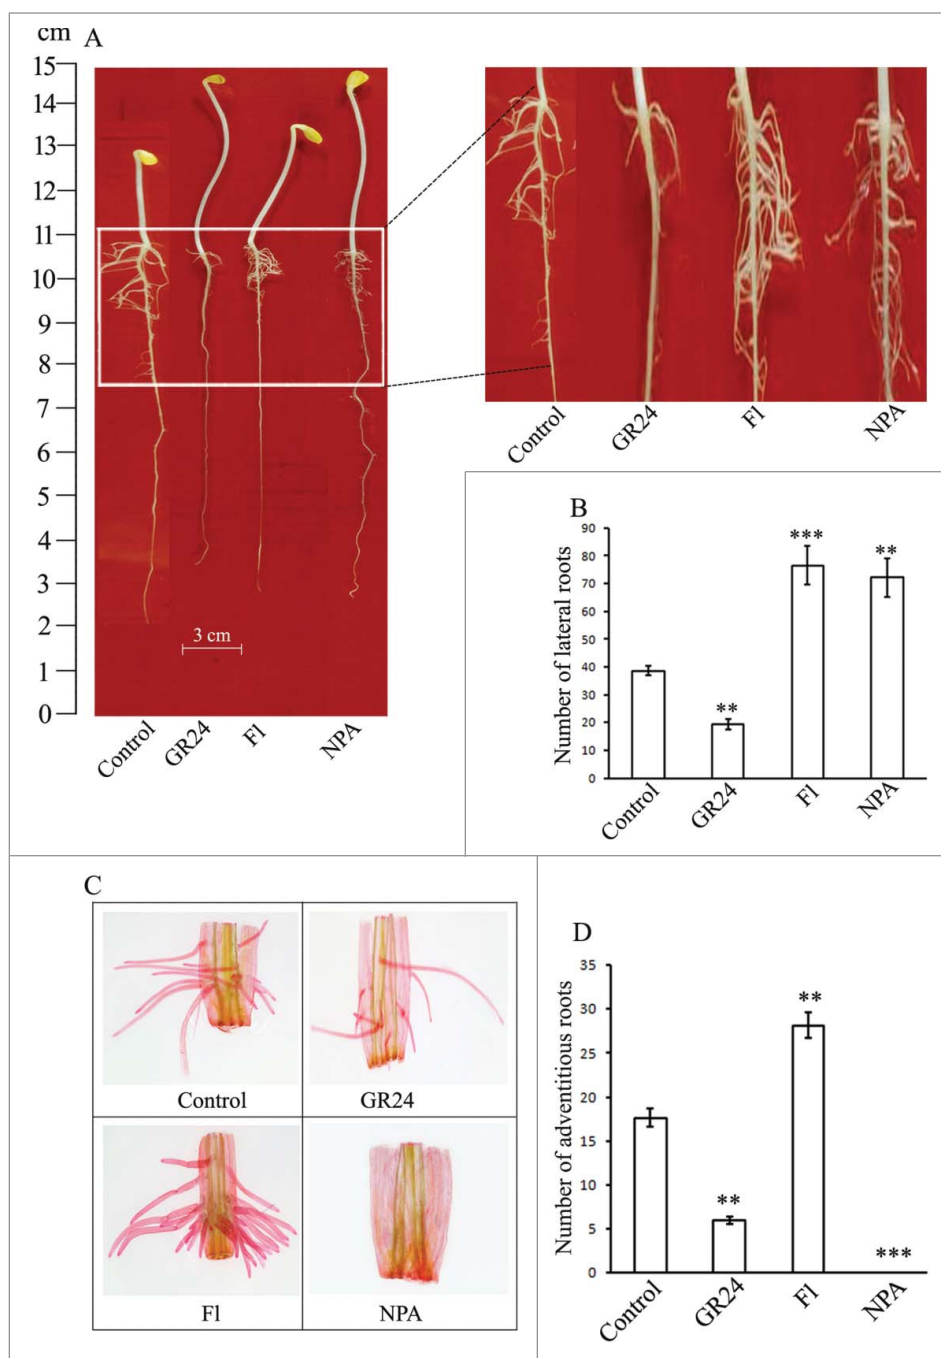 cm A
15
14
13
12
11
10
9
8
7
6
5
4
3
2
1
0
3 cm
Control GR24 Fl NPA
Control GR24 Fl NPA
B
Number of lateral roots
90
80
70
60
50
40
30
20
10
0
** *** **
Control GR24 Fl NPA
C
Control GR24
Fl NPA
D
Number of adventitious roots
35
30
25
20
15
10
5
0
** ** ***
Control GR24 Fl NPA